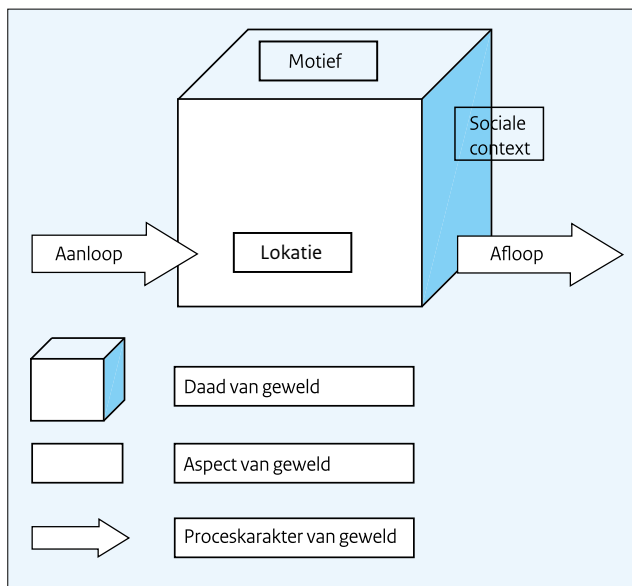 Motief
Sociale
context
Aanloop
Lokatie
Afloop
Daad van geweld
Aspect van geweld
Proceskarakter van geweld